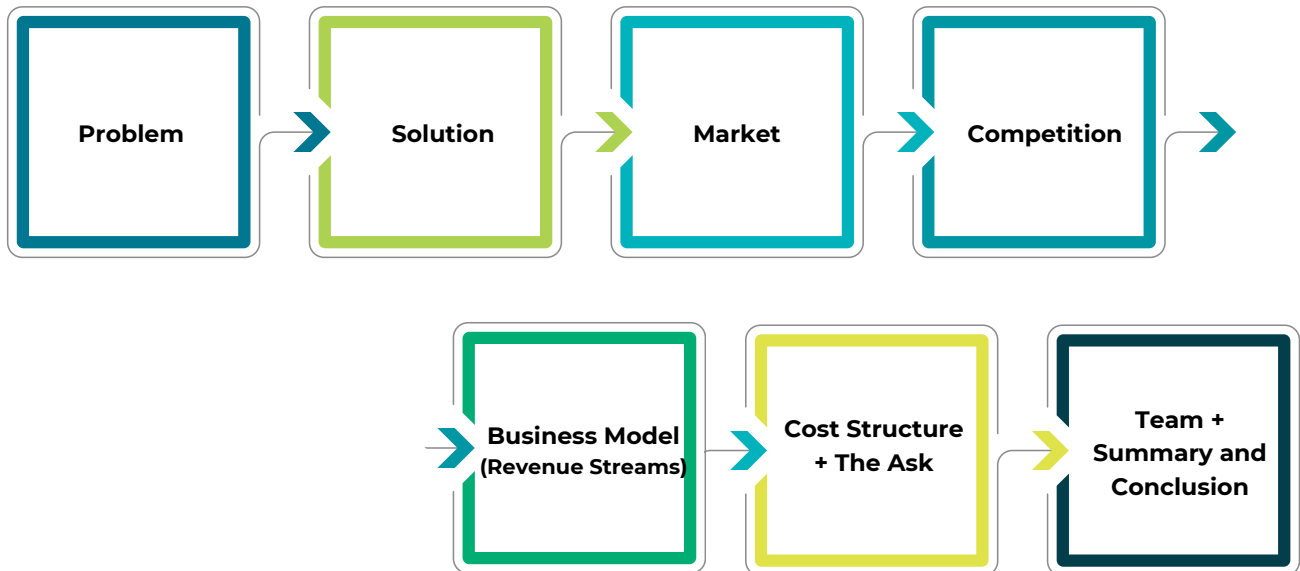 Problem
Solution
Market
Competition
Business Model
(Revenue Streams)
Cost Structure
+ The Ask
Team +
Summary and
Conclusion